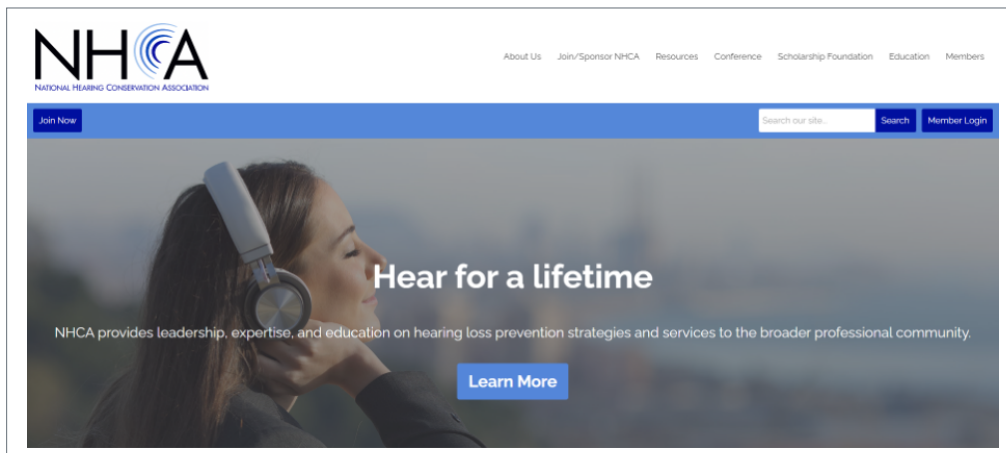 NHCA
NATIONAL HEARING CONSERVATION ASSOCIATION
About Us Join/Sponsor NHCA Resources Conference Scholarship Foundation Education Members
Join Now Search our site... Search Member Login
Hear for a lifetime
NHCA provides leadership, expertise, and education on hearing loss prevention strategies and services to the broader professional community.
Learn More